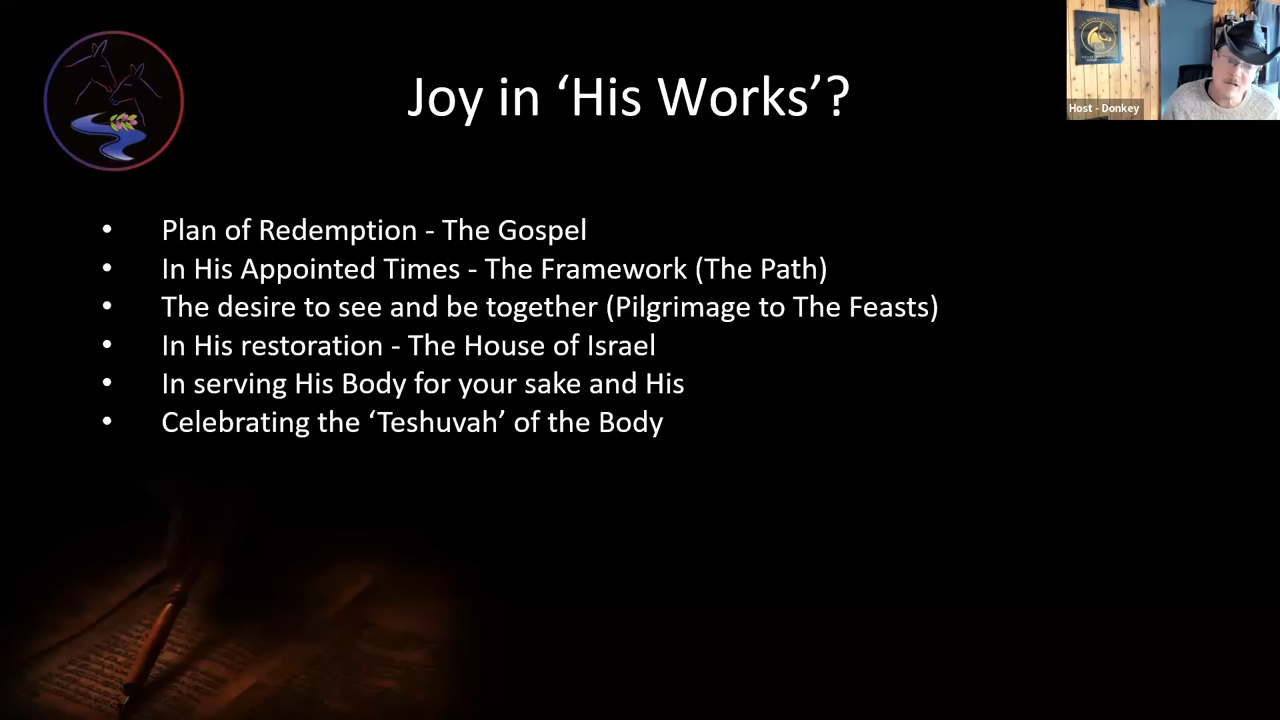 Joy in ‘His Works’?
Host - Donkey
• Plan of Redemption - The Gospel
• In His Appointed Times - The Framework (The Path)
• The desire to see and be together (Pilgrimage to The Feasts)
• In His restoration - The House of Israel
• In serving His Body for your sake and His
• Celebrating the ‘Teshuvah’ of the Body